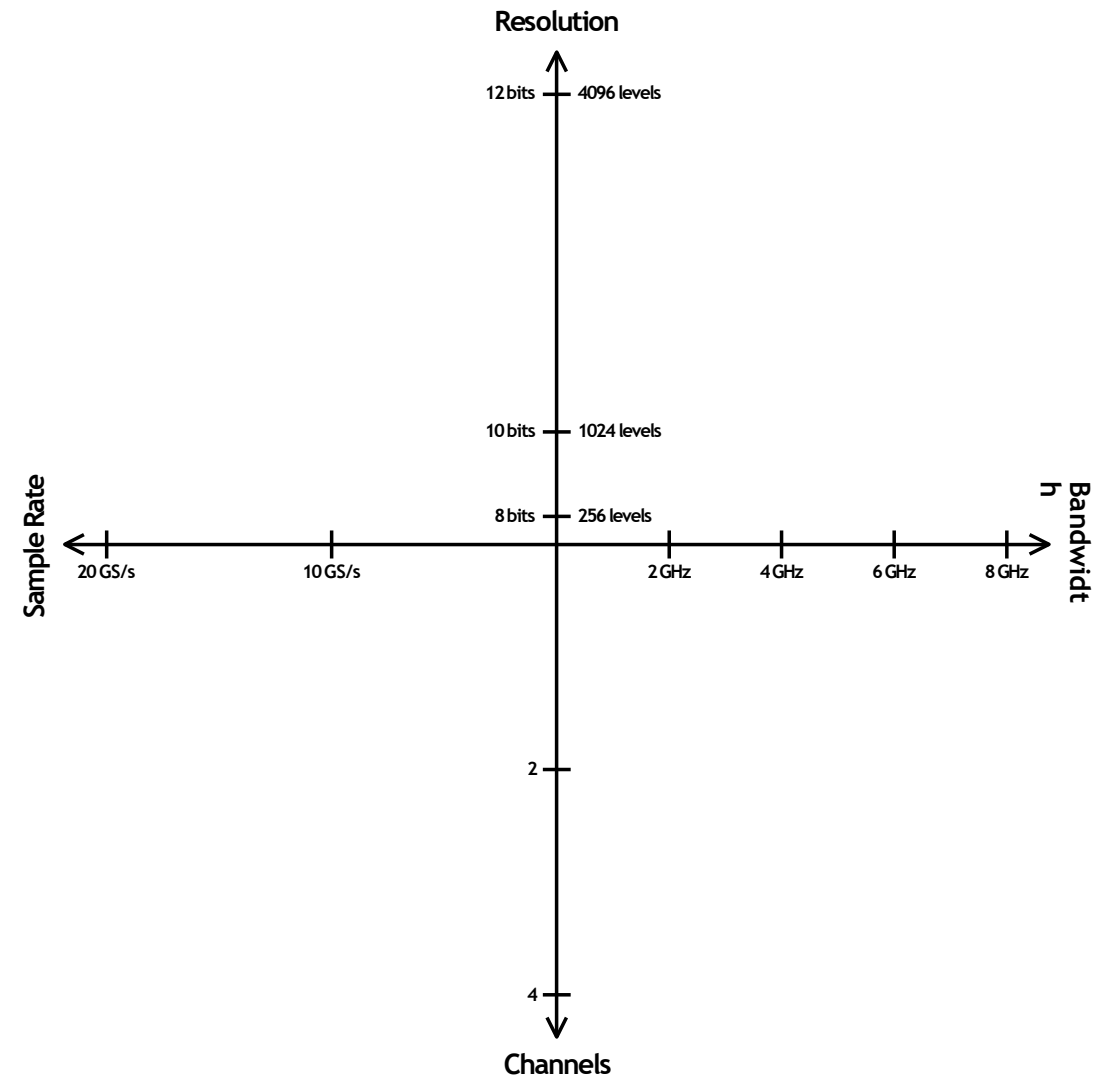 Resolution
12 bits 4096 levels
10 bits 1024 levels
8 bits 256 levels
Sample Rate
Bandwidt
h
20 GS/s 10 GS/s 2 GHz 4 GHz 6 GHz 8 GHz
2
4
Channels